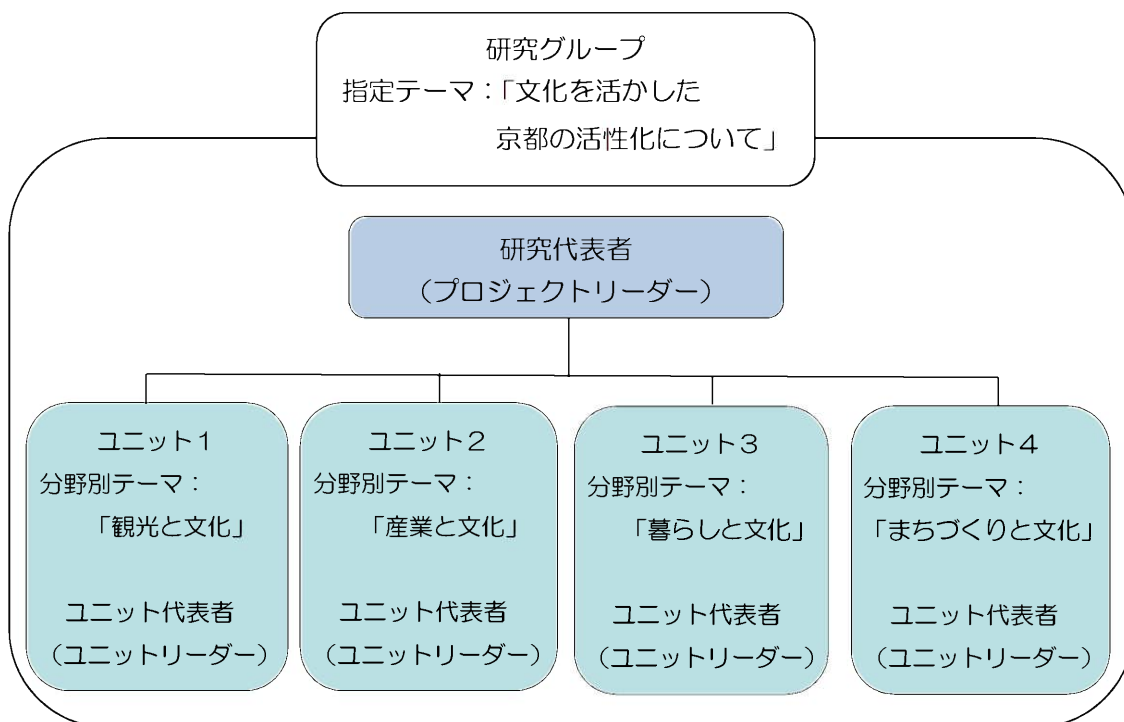 研究グループ
指定テーマ：「文化を活かした
京都の活性化について」
研究代表者
（プロジェクトリーダー）
ユニット１
分野別テーマ：
「観光と文化」
ユニット代表者
（ユニットリーダー）
ユニット２
分野別テーマ：
「産業と文化」
ユニット代表者
（ユニットリーダー）
ユニット３
分野別テーマ：
「暮らしと文化」
ユニット代表者
（ユニットリーダー）
ユニット４
分野別テーマ：
「まちづくりと文化」
ユニット代表者
（ユニットリーダー）